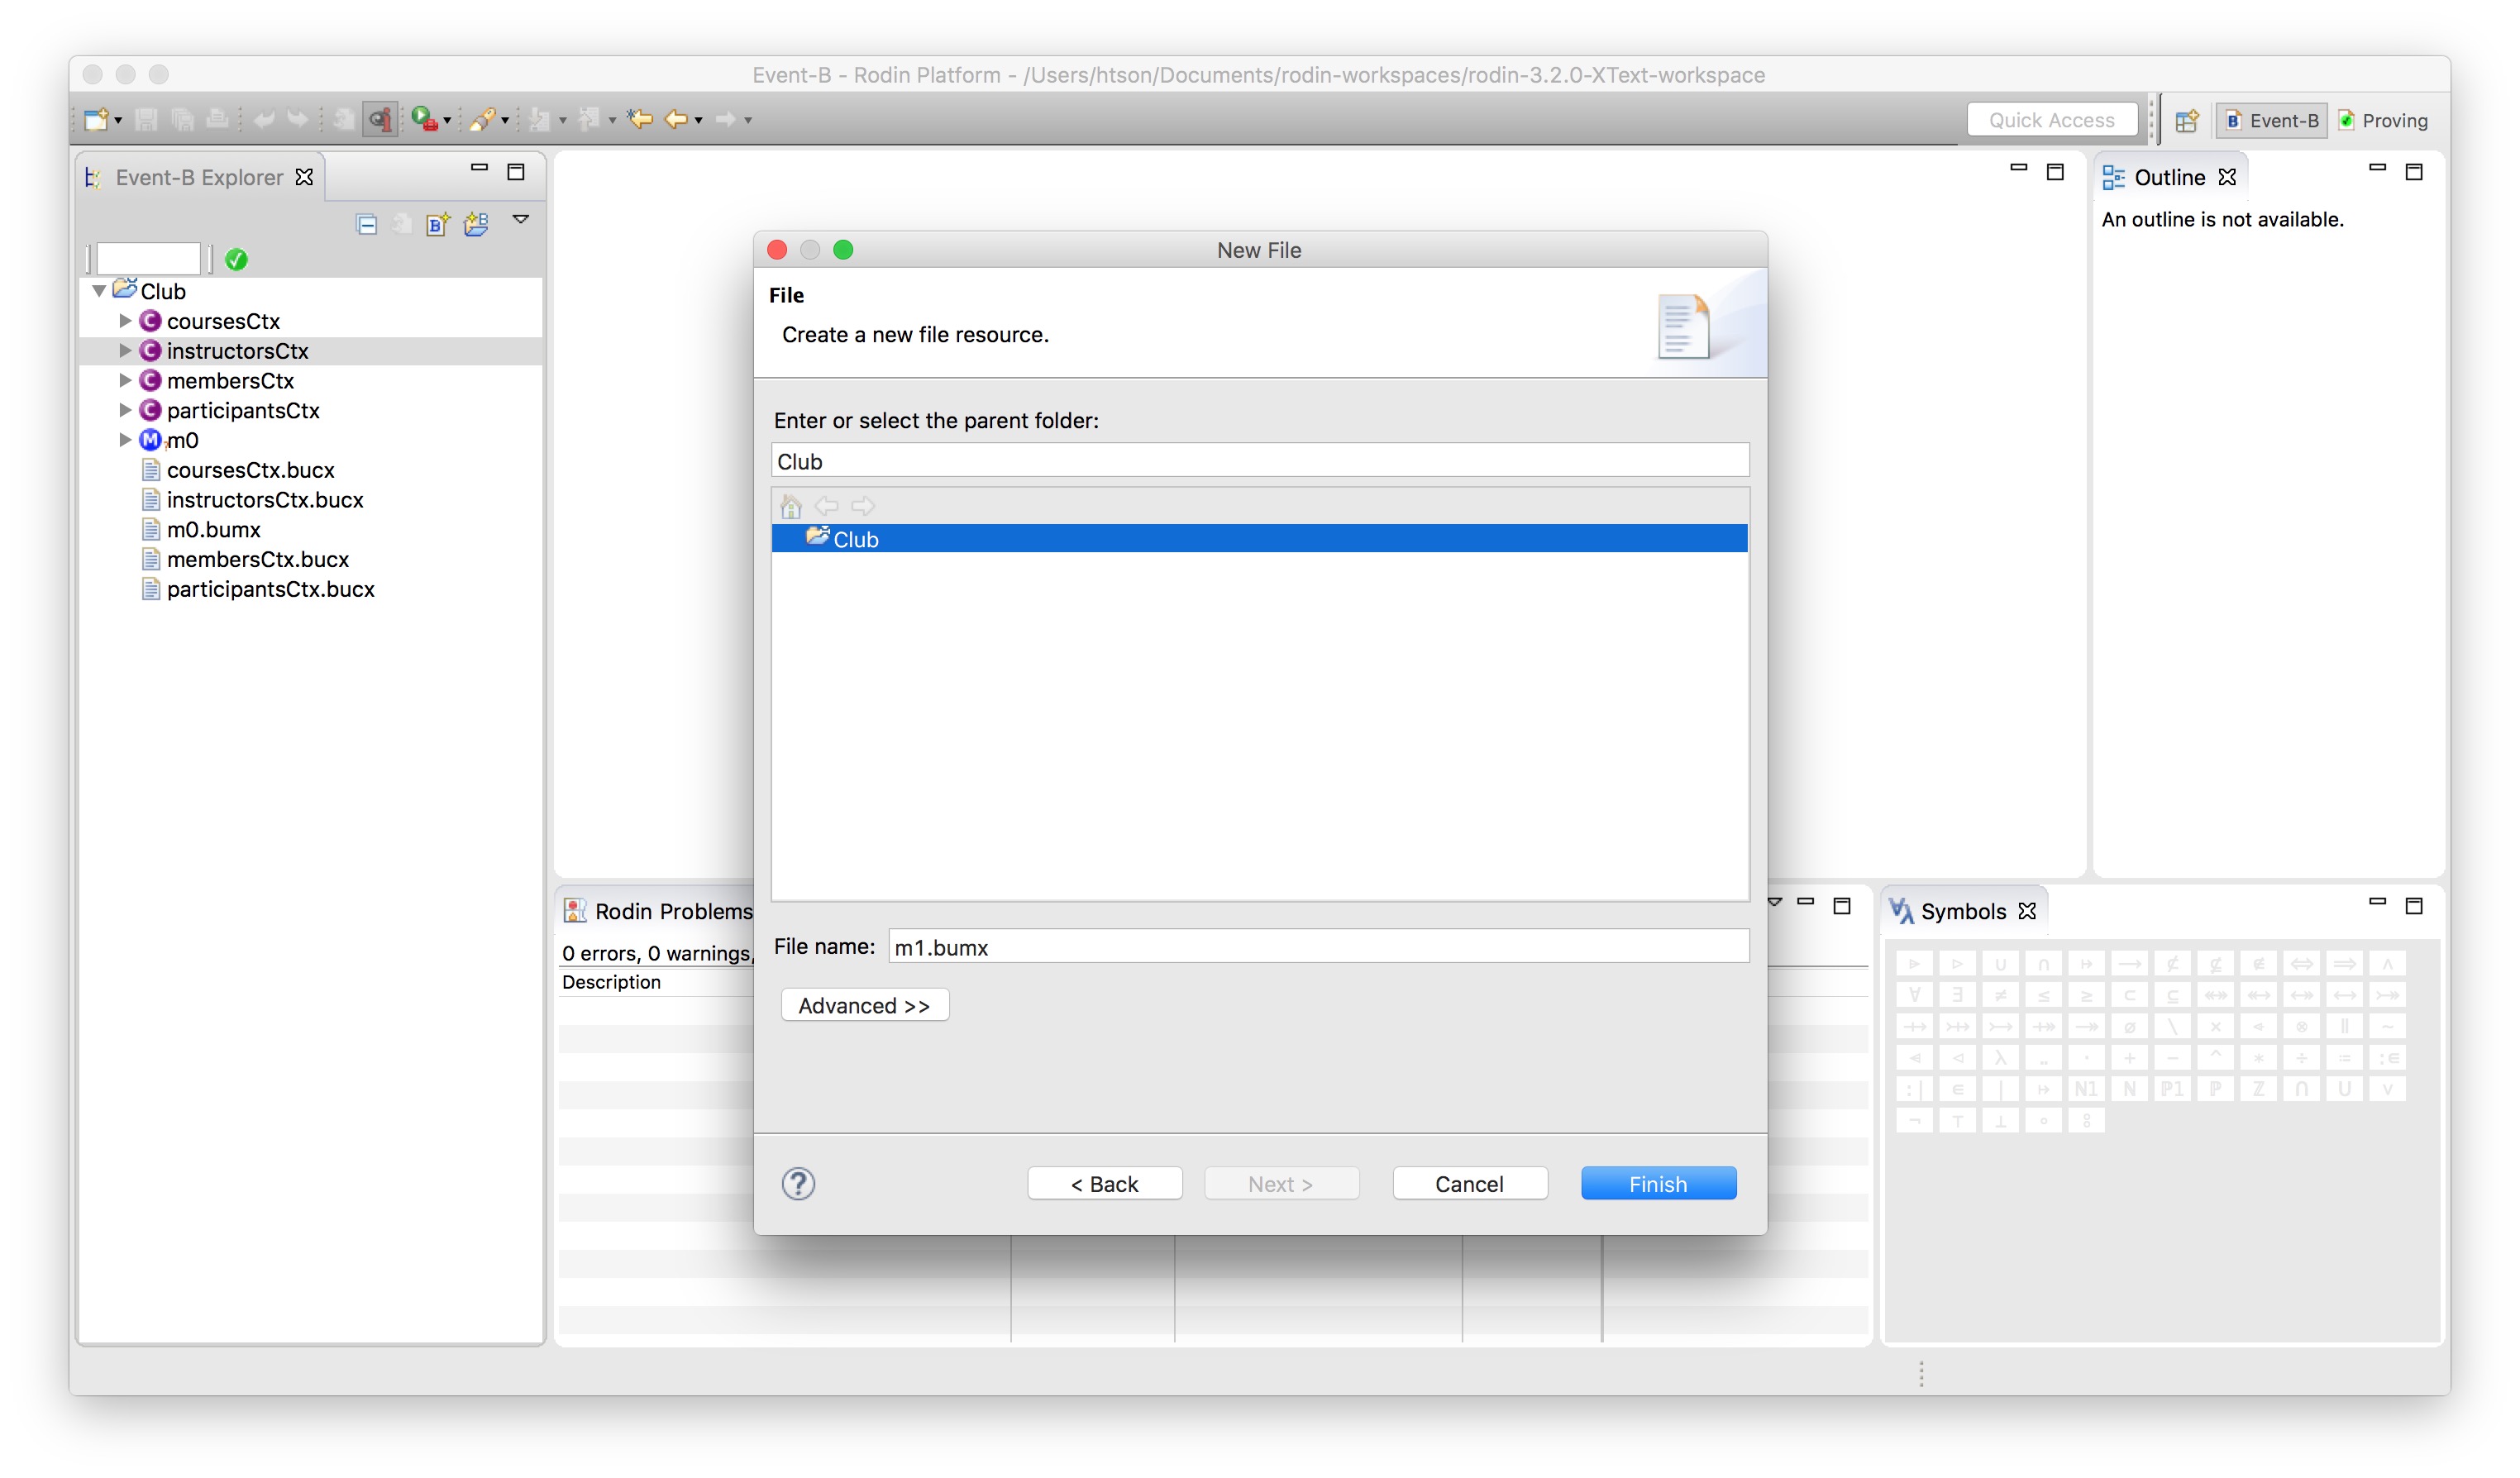 Event-B - Rodin Platform - /Users/htson/Documents/rodin-workspaces/rodin-3.2.0-XText-workspace
Quick Access
Event-B
Proving
Event-B Explorer
Club
coursesCtx
instructorsCtx
membersCtx
participantsCtx
m0
coursesCtx.bucx
instructorsCtx.bucx
m0.bumx
membersCtx.bucx
participantsCtx.bucx
New File
File
Create a new file resource.
Enter or select the parent folder:
Club
Club
File name: m1.bumx
Advanced >>
< Back
Next >
Cancel
Finish
Outline
An outline is not available.
Rodin Problems
0 errors, 0 warnings,
Description
Symbols
∀ ∃ ≠ ≤ ≥ ⊂ ⊆
λ
N1 N ℙ1 ℙ ℤ ⋂ ⋃ ∨
¬ ⊤ ⊥ ∘